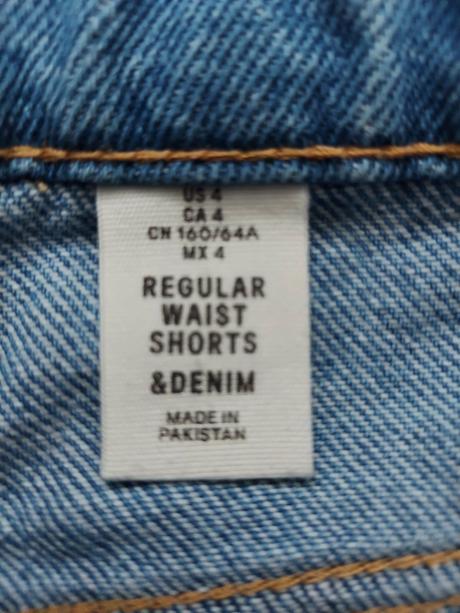 US 4
CA 4
CN 160/64A
MX 4
REGULAR
WAIST
SHORTS
&DENIM
MADE IN
PAKISTAN